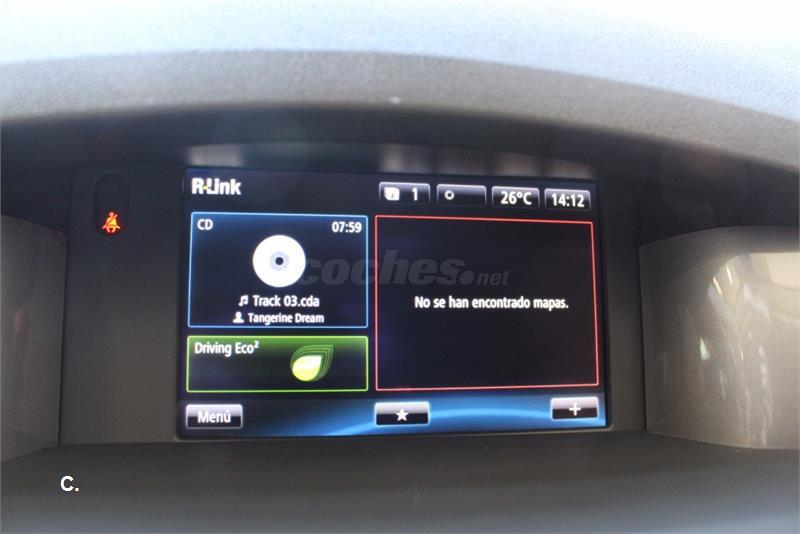 R-Link
1
26°C
14:12
CD
07:59
Track 03.cda
Tangerine Dream
No se han encontrado mapas.
Driving Eco²
Menú
coches.net
C.